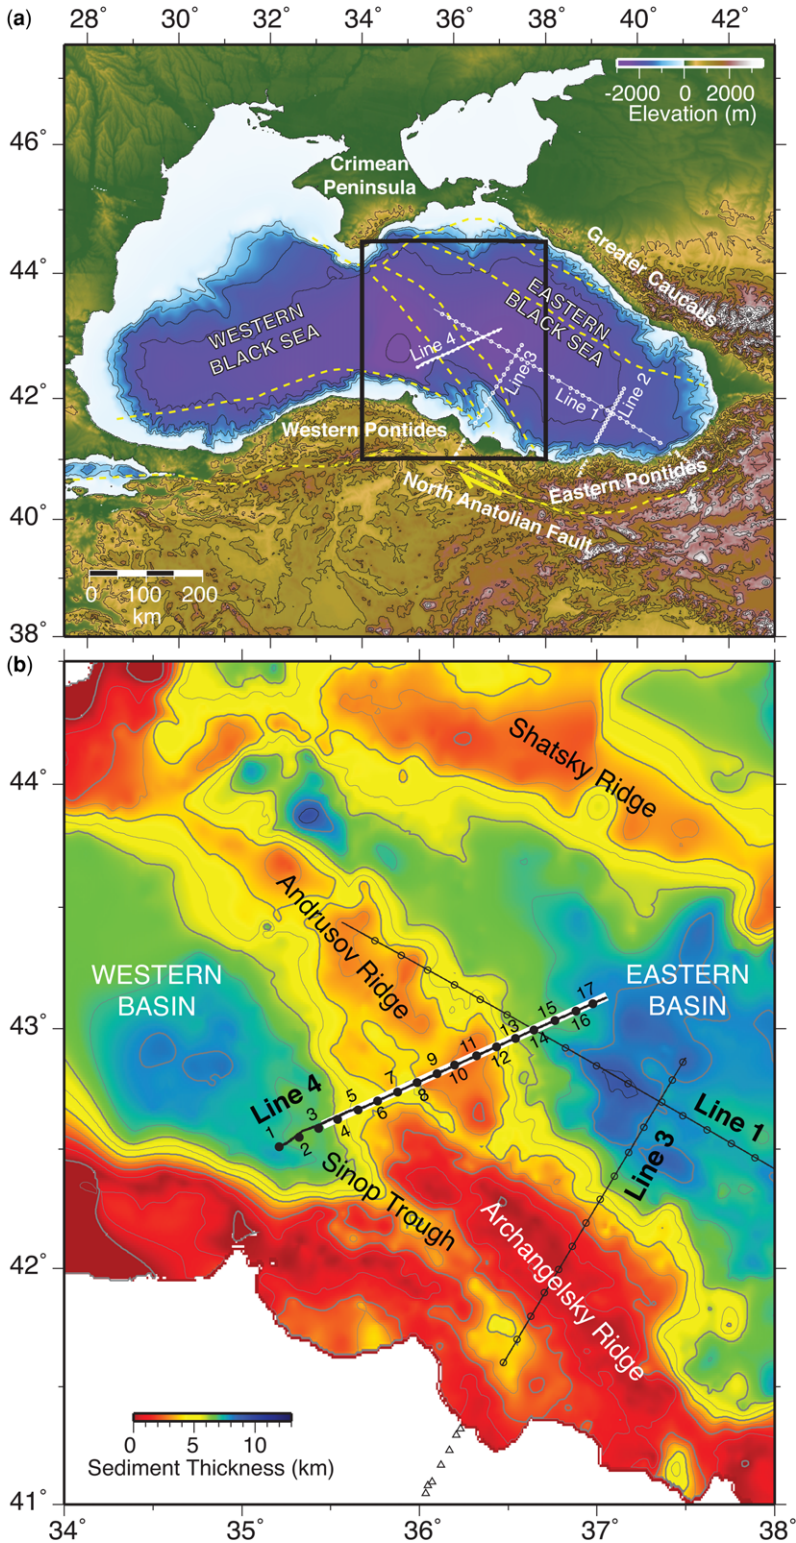 (a)
28° 30° 32° 34° 36° 38° 40° 42°
-2000 0 2000
Elevation (m)
46°
Crimean
Peninsula
44°
Greater Caucaus
WESTERN
BLACK SEA
EASTERN
BLACK SEA
Line 4
Line 3
Line 2
Line 1
42°
Western Pontides
Eastern Pontides
North Anatolian Fault
40°
0 100 200
km
38°
(b)
Shatsky Ridge
44°
Andrusov Ridge
WESTERN
BASIN
EASTERN
BASIN
43°
1 2 3 4 5 6 7 8 9 10 11 12 13 14 15 16 17
Line 4
Line 1
Line 3
Sinop Trough
Archangelsky Ridge
42°
0 5 10
Sediment Thickness (km)
41°
34 35° 36° 37° 38°